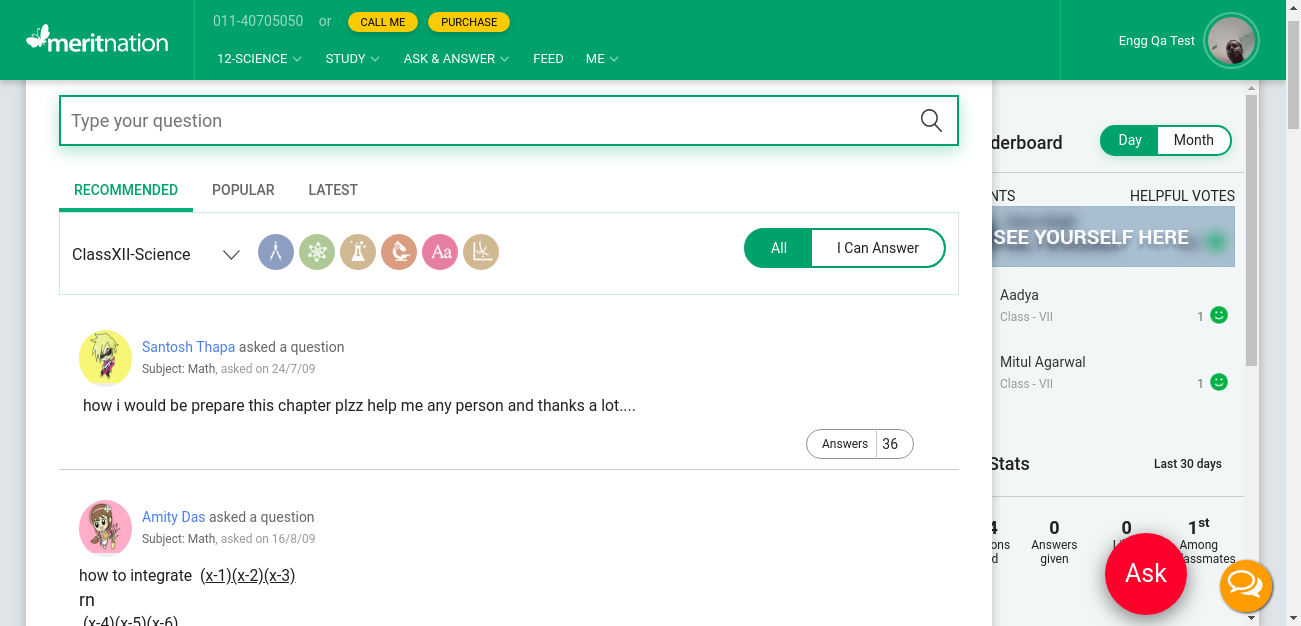 meritnation
011-40705050 or CALL ME PURCHASE
12-SCIENCE STUDY ASK & ANSWER FEED ME
Engg Qa Test
Type your question
RECOMMENDED POPULAR LATEST
ClassXII-Science
Aa
All I Can Answer
Santosh Thapa asked a question
Subject: Math, asked on 24/7/09
how i would be prepare this chapter plzz help me any person and thanks a lot....
Answers 36
Amity Das asked a question
Subject: Math, asked on 16/8/09
how to integrate (x-1)(x-2)(x-3)
rn
(x-4)(x-5)(x-6)
derboard
Day Month
NTS HELPFUL VOTES
SEE YOURSELF HERE
Aadya
Class - VII 1
Mitul Agarwal
Class - VII 1
Stats Last 30 days
4 0 0 1st
ons Answers Among
d given assmates
Ask